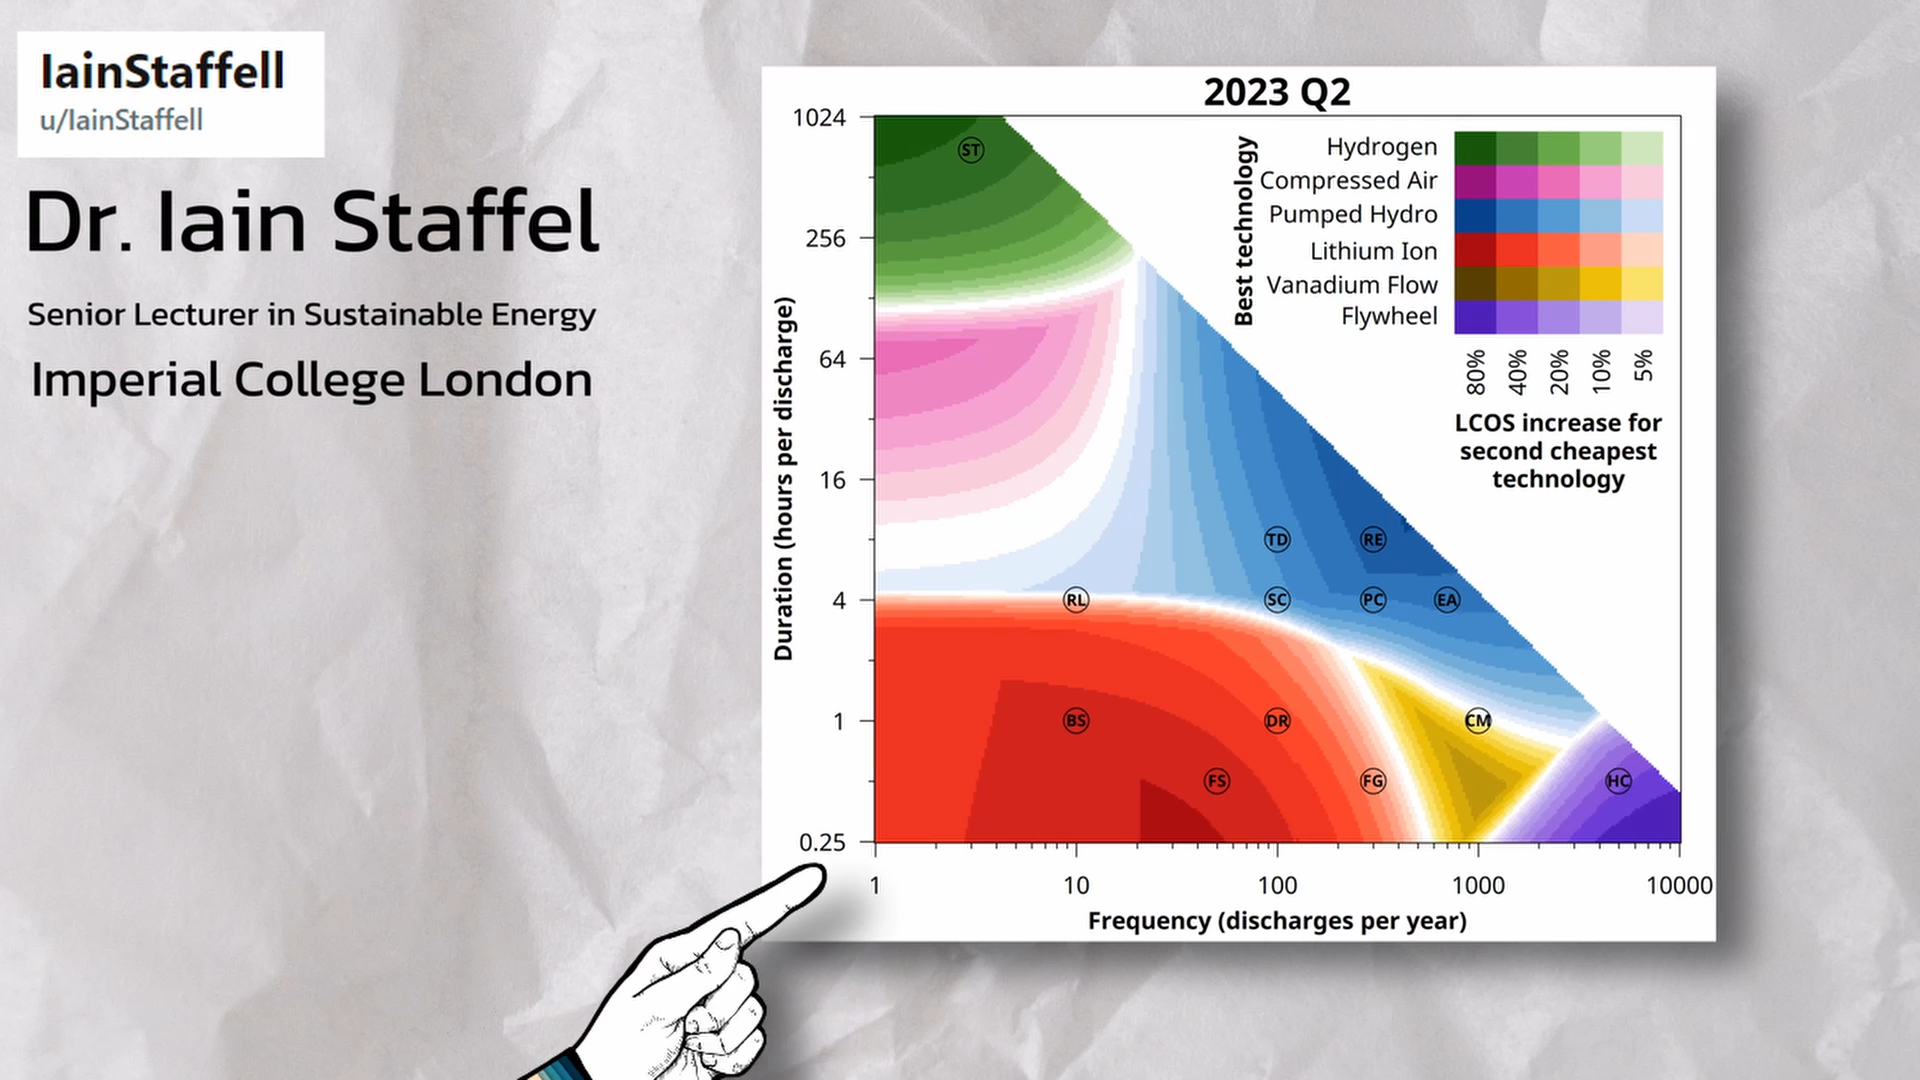 IainStaffell
u/IainStaffell
Dr. Iain Staffel
Senior Lecturer in Sustainable Energy
Imperial College London
2023 Q2
Duration (hours per discharge)
1024
256
64
16
4
1
0.25
1
10
100
1000
10000
Frequency (discharges per year)
Best technology
Hydrogen
Compressed Air
Pumped Hydro
Lithium Ion
Vanadium Flow
Flywheel
80%
40%
20%
10%
5%
LCOS increase for
second cheapest
technology
ST
TD
RE
RL
SC
PC
EA
BS
DR
CM
FS
FG
HC